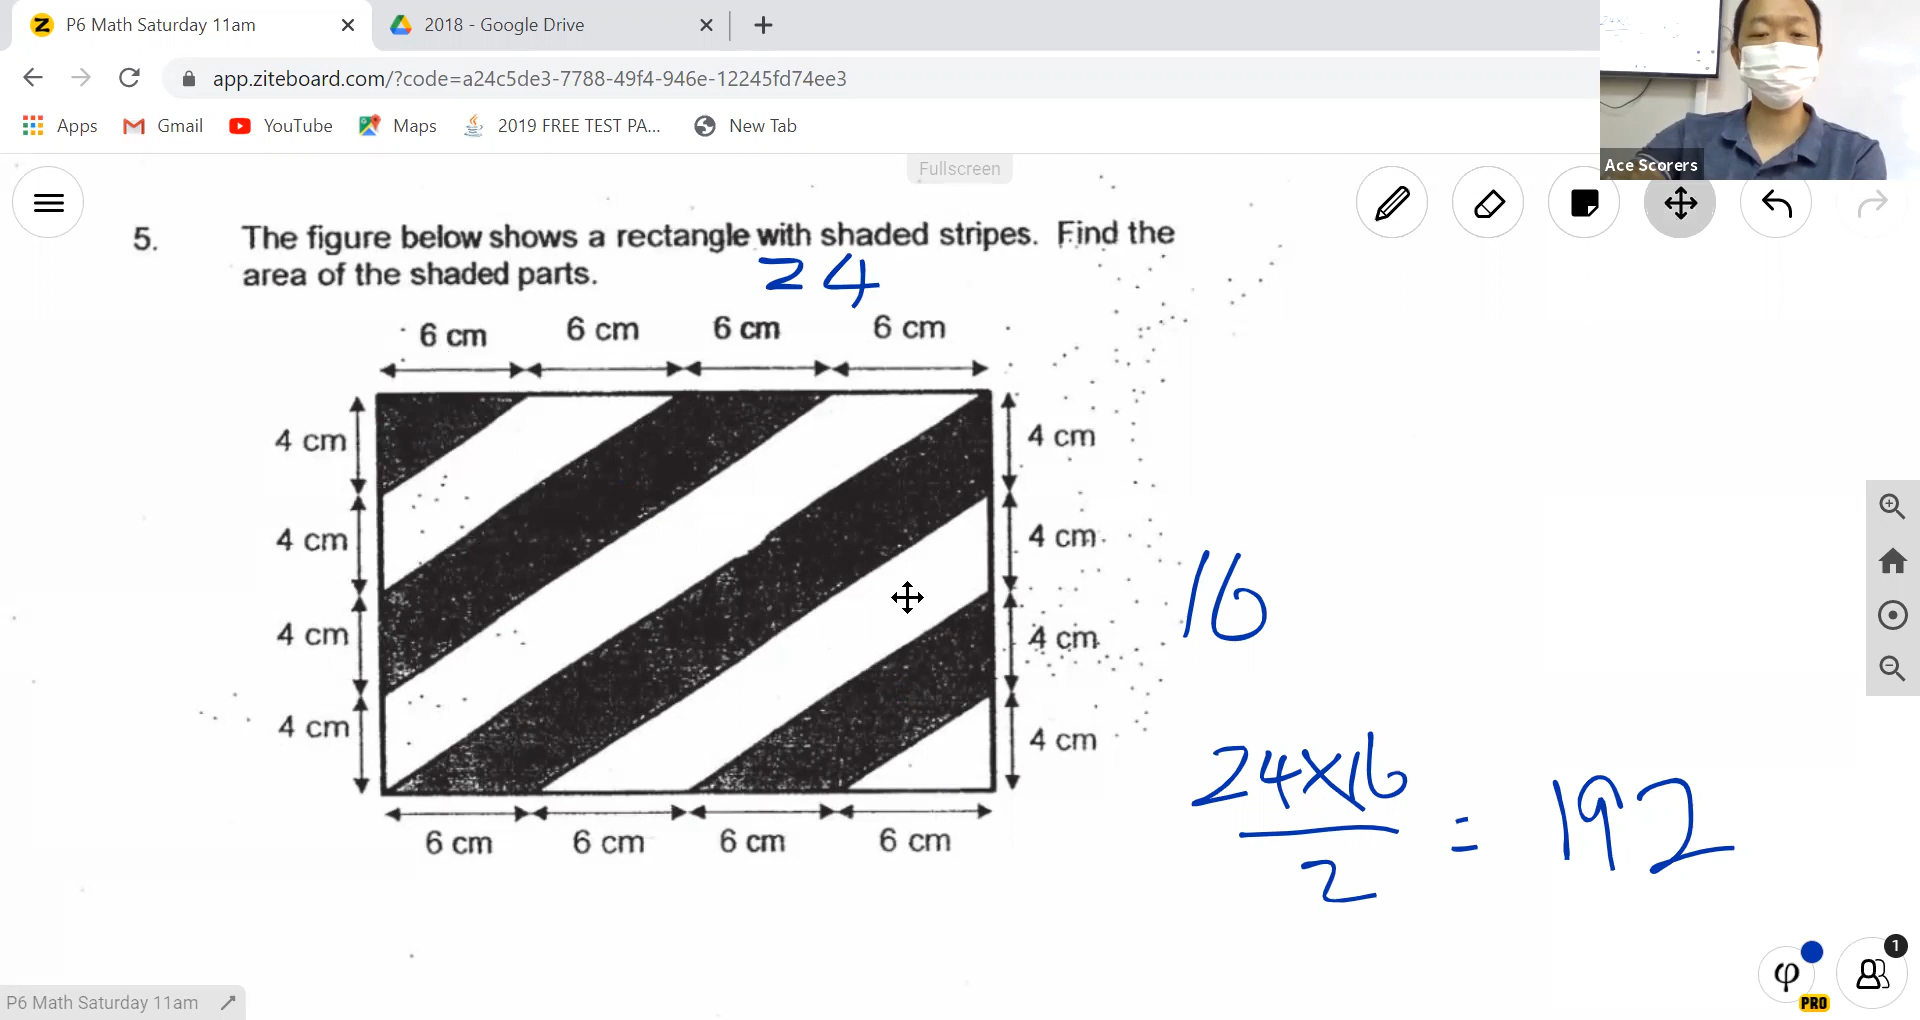 P6 Math Saturday 11am
2018 - Google Drive
app.ziteboard.com/?code=a24c5de3-7788-49f4-946e-12245fd74ee3
Apps
Gmail
YouTube
Maps
2019 FREE TEST PA...
New Tab
Ace Scorers
Fullscreen
5. The figure below shows a rectangle with shaded stripes. Find the
area of the shaded parts.
24
6 cm 6 cm 6 cm 6 cm
4 cm 4 cm
4 cm 4 cm
16
4 cm 4 cm
4 cm 4 cm
6 cm 6 cm 6 cm 6 cm
24×16
2
= 192
1
φ
PRO
P6 Math Saturday 11am